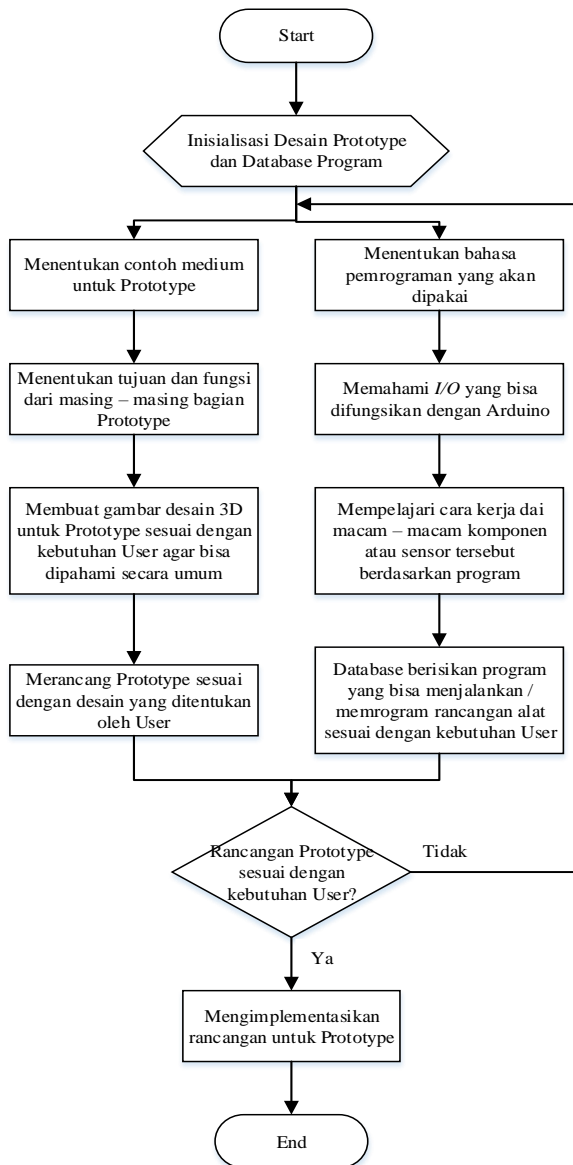 Start
Inisialisasi Desain Prototype
dan Database Program
Menentukan contoh medium
untuk Prototype
Menentukan tujuan dan fungsi
dari masing – masing bagian
Prototype
Membuat gambar desain 3D
untuk Prototype sesuai dengan
kebutuhan User agar bisa
dipahami secara umum
Merancang Prototype sesuai
dengan desain yang ditentukan
oleh User
Menentukan bahasa
pemrograman yang akan
dipakai
Memahami I/O yang bisa
difungsikan dengan Arduino
Mempelajari cara kerja dai
macam – macam komponen
atau sensor tersebut
berdasarkan program
Database berisikan program
yang bisa menjalankan /
memrogram rancangan alat
sesuai dengan kebutuhan User
Rancangan Prototype
sesuai dengan
kebutuhan User?
Tidak
Ya
Mengimplementasikan
rancangan untuk Prototype
End